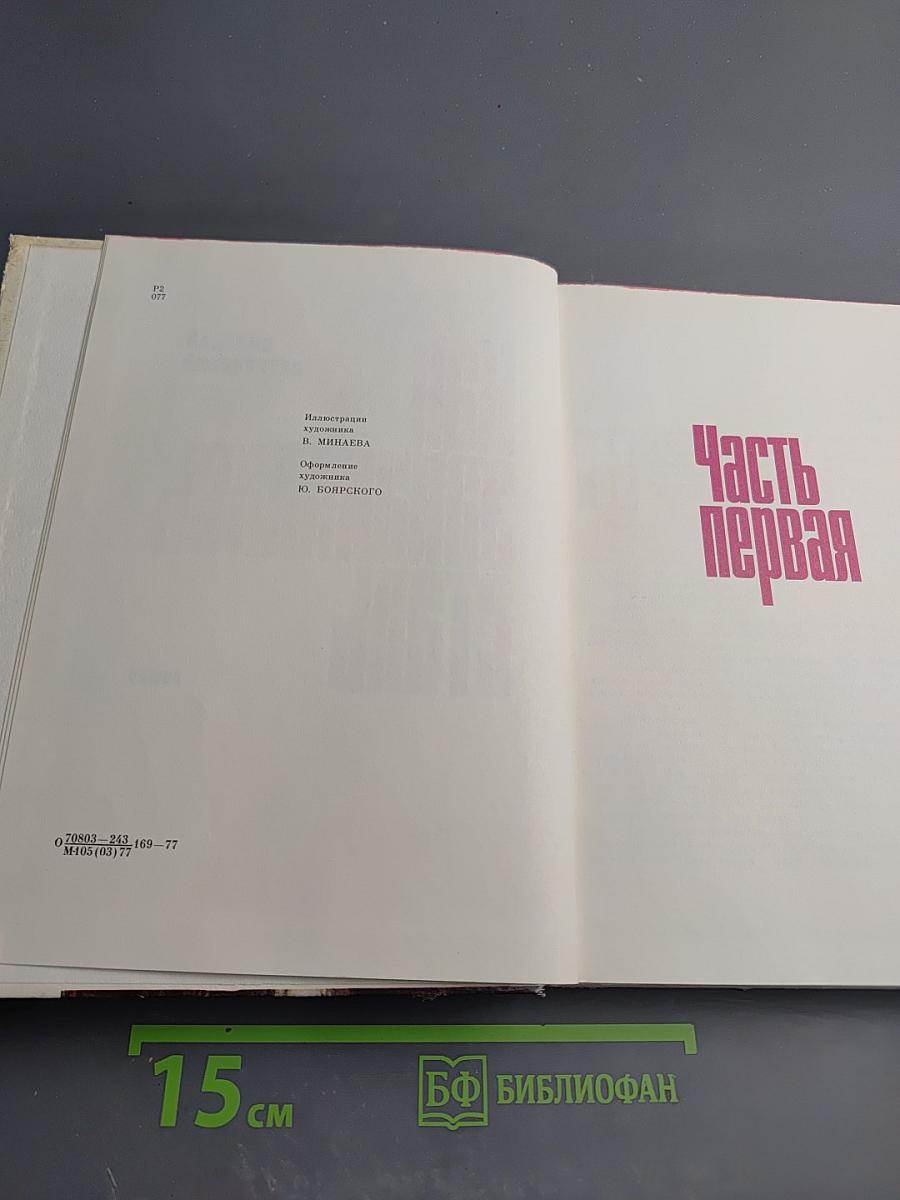 Р2
077
Иллюстрации
художника
В. МИНАЕВА
Оформление
художника
Ю. БОЯРСКОГО
О 70803—243 169—77
М-105(03)77
Часть
первая
15 см
БФ БИБЛИОФАН